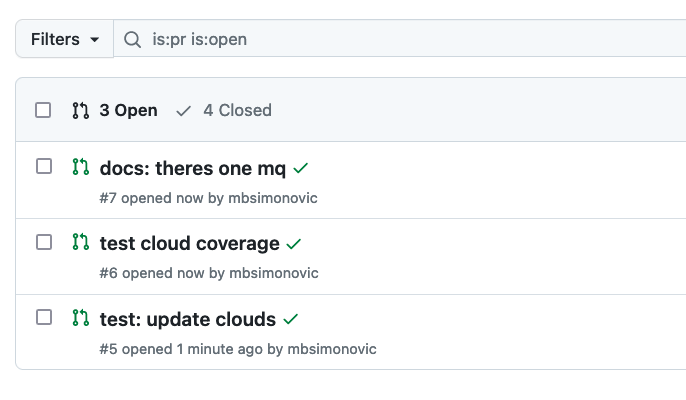 Filters is:pr is:open
3 Open 4 Closed
docs: theres one mq
#7 opened now by mbsimonovic
test cloud coverage
#6 opened now by mbsimonovic
test: update clouds
#5 opened 1 minute ago by mbsimonovic